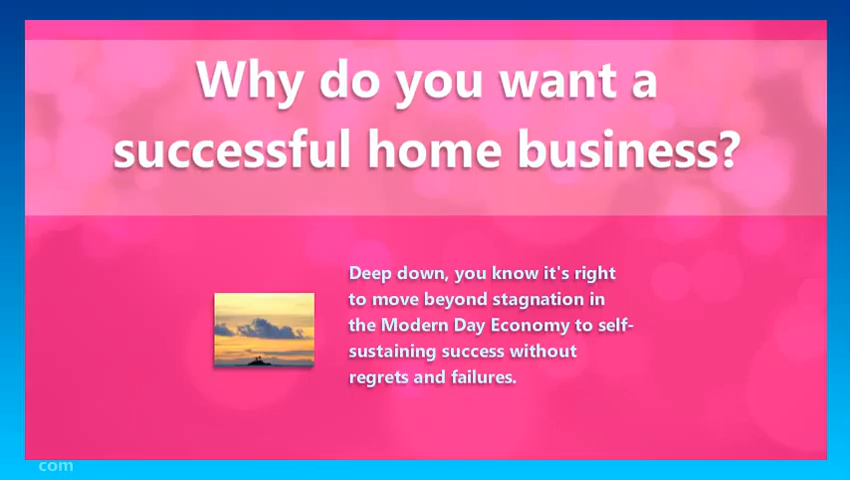 Why do you want a
successful home business?
Deep down, you know it's right
to move beyond stagnation in
the Modern Day Economy to self-
sustaining success without
regrets and failures.
com